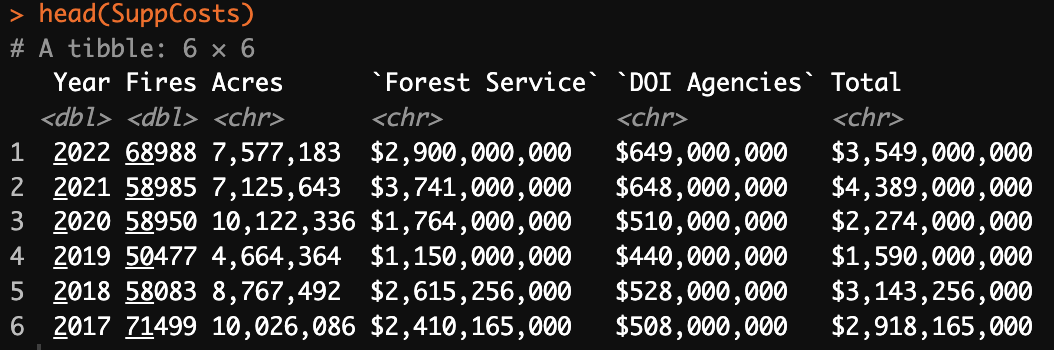 > head(SuppCosts)
# A tibble: 6 × 6
Year Fires Acres `Forest Service` `DOI Agencies` Total
<dbl> <dbl> <chr> <chr> <chr> <chr>
1 2022 68988 7,577,183 $2,900,000,000 $649,000,000 $3,549,000,000
2 2021 58985 7,125,643 $3,741,000,000 $648,000,000 $4,389,000,000
3 2020 58950 10,122,336 $1,764,000,000 $510,000,000 $2,274,000,000
4 2019 50477 4,664,364 $1,150,000,000 $440,000,000 $1,590,000,000
5 2018 58083 8,767,492 $2,615,256,000 $528,000,000 $3,143,256,000
6 2017 71499 10,026,086 $2,410,165,000 $508,000,000 $2,918,165,000